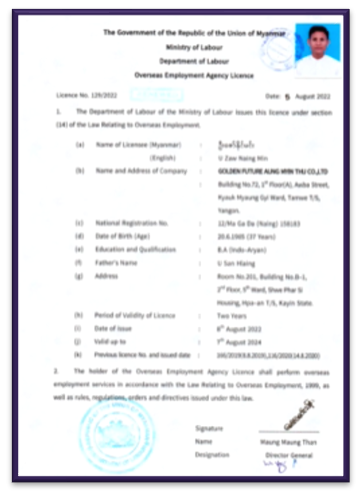 The Government of the Republic of the Union of Myanmar
Ministry of Labour
Department of Labour
Overseas Employment Agency Licence
Licence No. 129/2022 Date: 5 August 2022
1. The Department of Labour of the Ministry of Labour issues this licence under section
(14) of the Law Relating to Overseas Employment.
(a) Name of Licensee (Myanmar) : ဦးဇော်နိုင်မင်း
(English) : U Zaw Naing Min
(b) Name and Address of Company : GOLDEN FUTURE AUNG MYIN THU CO.,LTD
: Building No.72, 1st Floor(A), Awba Street,
Kyauk Myaung Gyi Ward, Tamwe T/S,
Yangon.
(c) National Registration No. : 12/Ma Ga De (Naing) 158183
(d) Date of Birth (Age) : 20.6.1985 (37 Years)
(e) Education and Qualification : B.A (Indo-Aryan)
(f) Father's Name : U San Hlaing
(g) Address : Room No.201, Building No.B-1,
2nd Floor, 5th Ward, Shwe Phar Si
Housing, Hpa-an T/S, Kayin State.
(h) Period of Validity of Licence : Two Years
(i) Date of Issue : 8th August 2022
(j) Valid up to : 7th August 2024
(k) Previous licence No. and issued date :
2. The holder of the Overseas Employment Agency Licence shall perform overseas
employment services in accordance with the Law Relating to Overseas Employment, 1999, as
well as rules, regulations, orders and directives issued under this law.
Signature
Name Maung Maung Than
Designation Director General